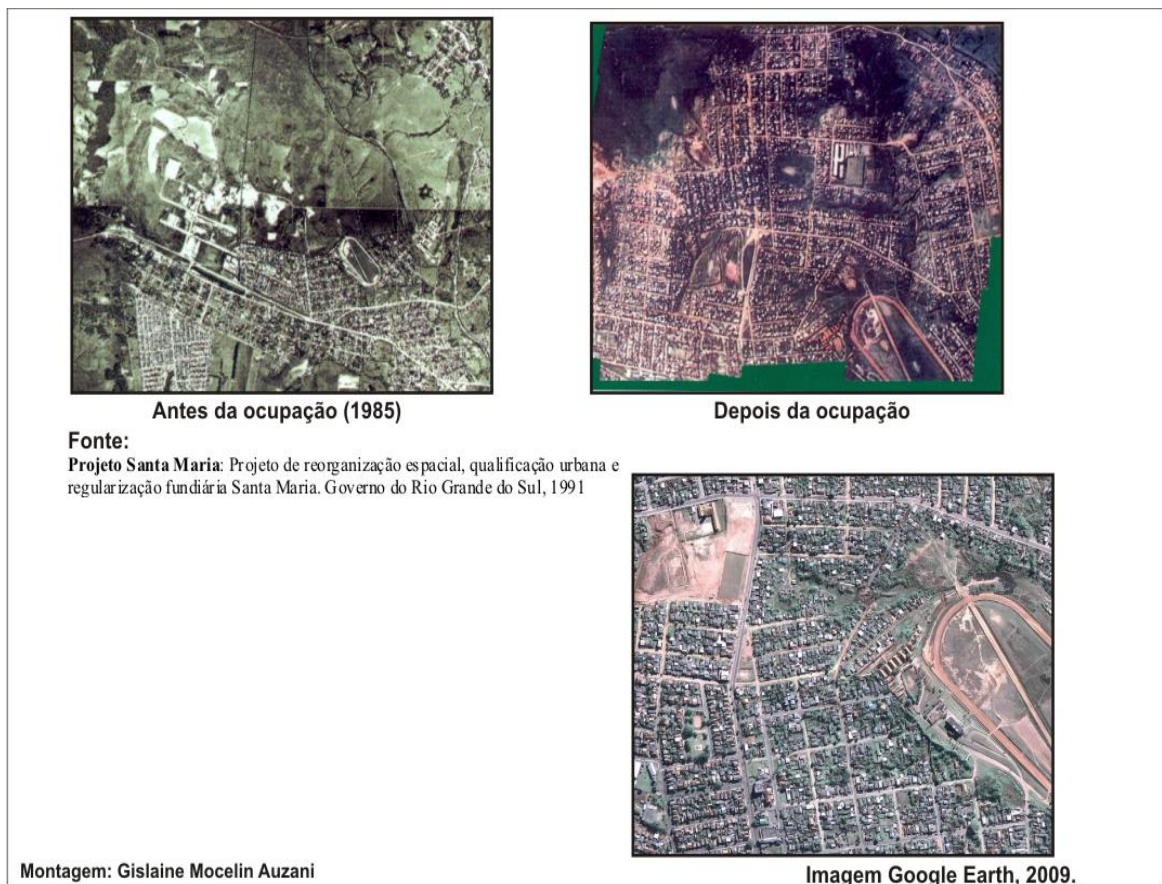 Antes da ocupação (1985)
Depois da ocupação
Fonte:
Projeto Santa Maria: Projeto de reorganização espacial, qualificação urbana e
regularização fundiária Santa Maria. Governo do Rio Grande do Sul, 1991
Montagem: Gislaine Mocelin Auzani
Imagem Google Earth, 2009.